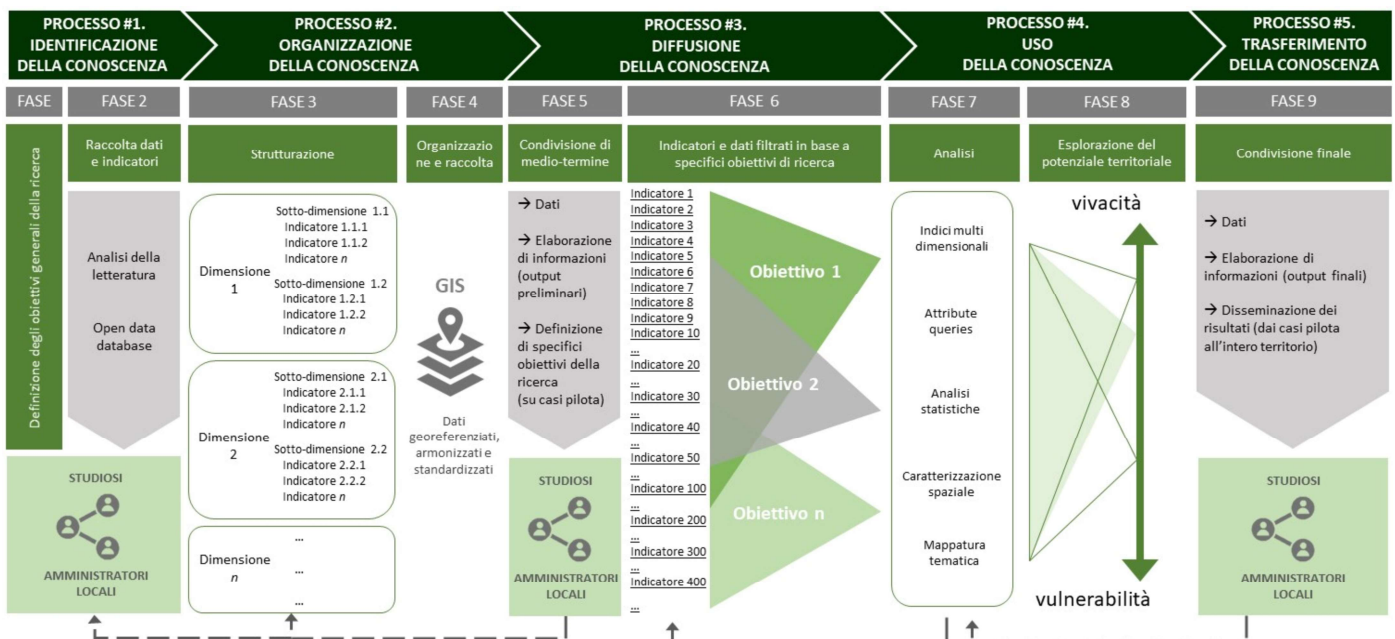 PROCESSO #1.
IDENTIFICAZIONE
DELLA CONOSCENZA
PROCESSO #2.
ORGANIZZAZIONE
DELLA CONOSCENZA
PROCESSO #3.
DIFFUSIONE
DELLA CONOSCENZA
PROCESSO #4.
USO
DELLA CONOSCENZA
PROCESSO #5.
TRASFERIMENTO
DELLA CONOSCENZA
FASE
FASE 2
FASE 3
FASE 4
FASE 5
FASE 6
FASE 7
FASE 8
FASE 9
Definizione degli obiettivi generali della ricerca
Raccolta dati
e indicatori
Strutturazione
Organizzazio
ne e raccolta
Condivisione di
medio-termine
Indicatori e dati filtrati in base a
specifici obiettivi di ricerca
Analisi
Esplorazione del
potenziale territoriale
Condivisione finale
Analisi della
letteratura
Open data
database
STUDIOSI
AMMINISTRATORI
LOCALI
Dimensione
1
Sotto-dimensione 1.1
Indicatore 1.1.1
Indicatore 1.1.2
Indicatore n
Sotto-dimensione 1.2
Indicatore 1.2.1
Indicatore 1.2.2
Indicatore n
Dimensione
2
Sotto-dimensione 2.1
Indicatore 2.1.1
Indicatore 2.1.2
Indicatore n
Sotto-dimensione 2.2
Indicatore 2.2.1
Indicatore 2.2.2
Indicatore n
Dimensione
n
...
...
...
GIS
Dati
georeferenziati,
armonizzati e
standardizzati
→ Dati
→ Elaborazione
di informazioni
(output
preliminari)
→ Definizione
di specifici
obiettivi della
ricerca
(su casi pilota)
STUDIOSI
AMMINISTRATORI
LOCALI
Indicatore 1
Indicatore 2
Indicatore 3
Indicatore 4
Indicatore 5
Indicatore 6
Indicatore 7
Indicatore 8
Indicatore 9
Indicatore 10
...
Indicatore 20
...
Indicatore 30
...
Indicatore 40
...
Indicatore 50
...
Indicatore 100
...
Indicatore 200
...
Indicatore 300
...
Indicatore 400
...
Obiettivo 1
Obiettivo 2
Obiettivo n
Indici multi
dimensionali
Attribute
queries
Analisi
statistiche
Caratterizzazione
spaziale
Mappatura
tematica
vivacità
vulnerabilità
→ Dati
→ Elaborazione di
informazioni (output finali)
→ Disseminazione dei
risultati (dai casi pilota
all'intero territorio)
STUDIOSI
AMMINISTRATORI
LOCALI